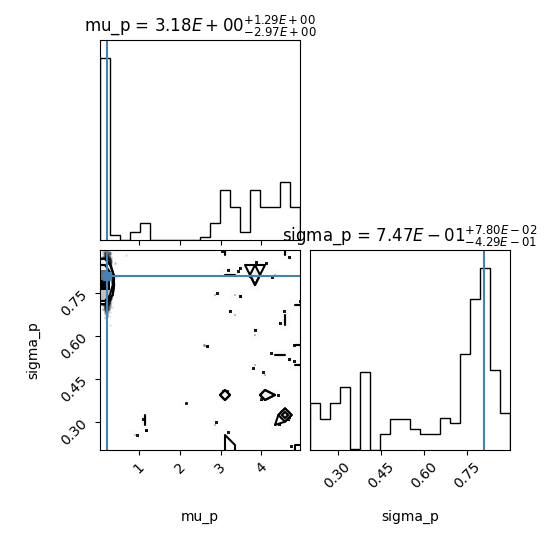 mu_p = 3.18E + 00+1.29E+00 −2.97E+00
sigma_p = 7.47E − 01+7.80E−02 −4.29E−01
sigma_p
0.75
0.60
0.45
0.30
1 2 3 4
0.30 0.45 0.60 0.75
mu_p
sigma_p